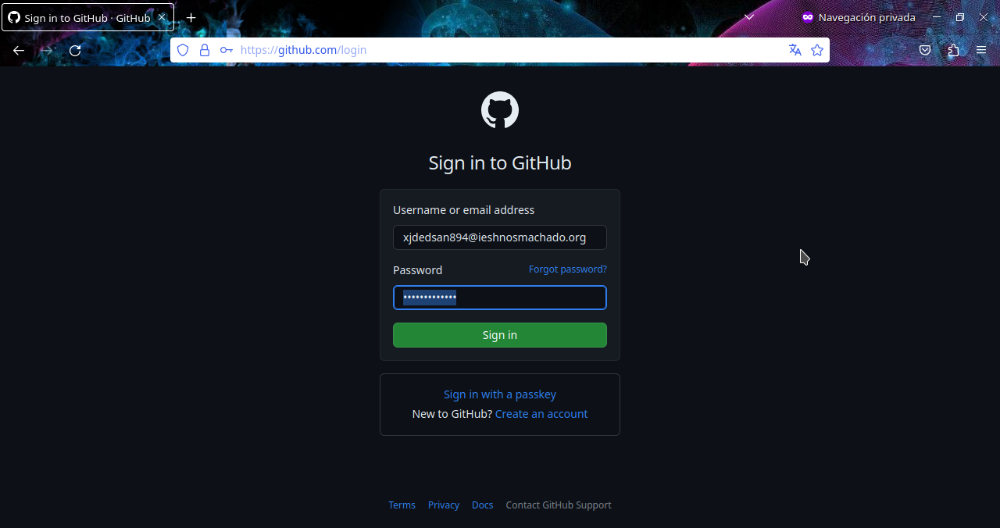 Sign in to GitHub · GitHub
Navegación privada
https://github.com/login
Sign in to GitHub
Username or email address
xjdedsan894@ieshnosmachado.org
Password Forgot password?
•••••••••••••
Sign in
Sign in with a passkey
New to GitHub? Create an account
Terms Privacy Docs Contact GitHub Support